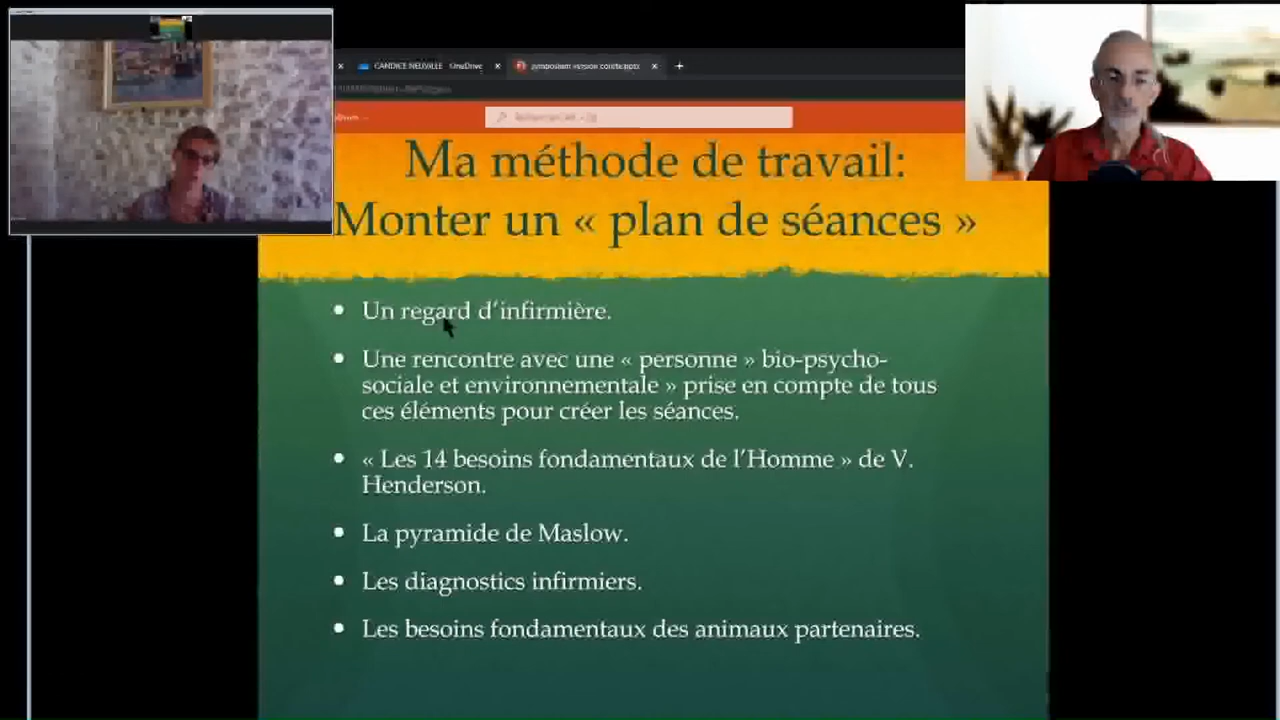 CANDICE NEUVILLE OneDrive
Ma méthode de travail:
Monter un « plan de séances »
Un regard d'infirmière.
Une rencontre avec une « personne » bio-psycho-
sociale et environnementale » prise en compte de tous
ces éléments pour créer les séances.
« Les 14 besoins fondamentaux de l'Homme » de V.
Henderson.
La pyramide de Maslow.
Les diagnostics infirmiers.
Les besoins fondamentaux des animaux partenaires.